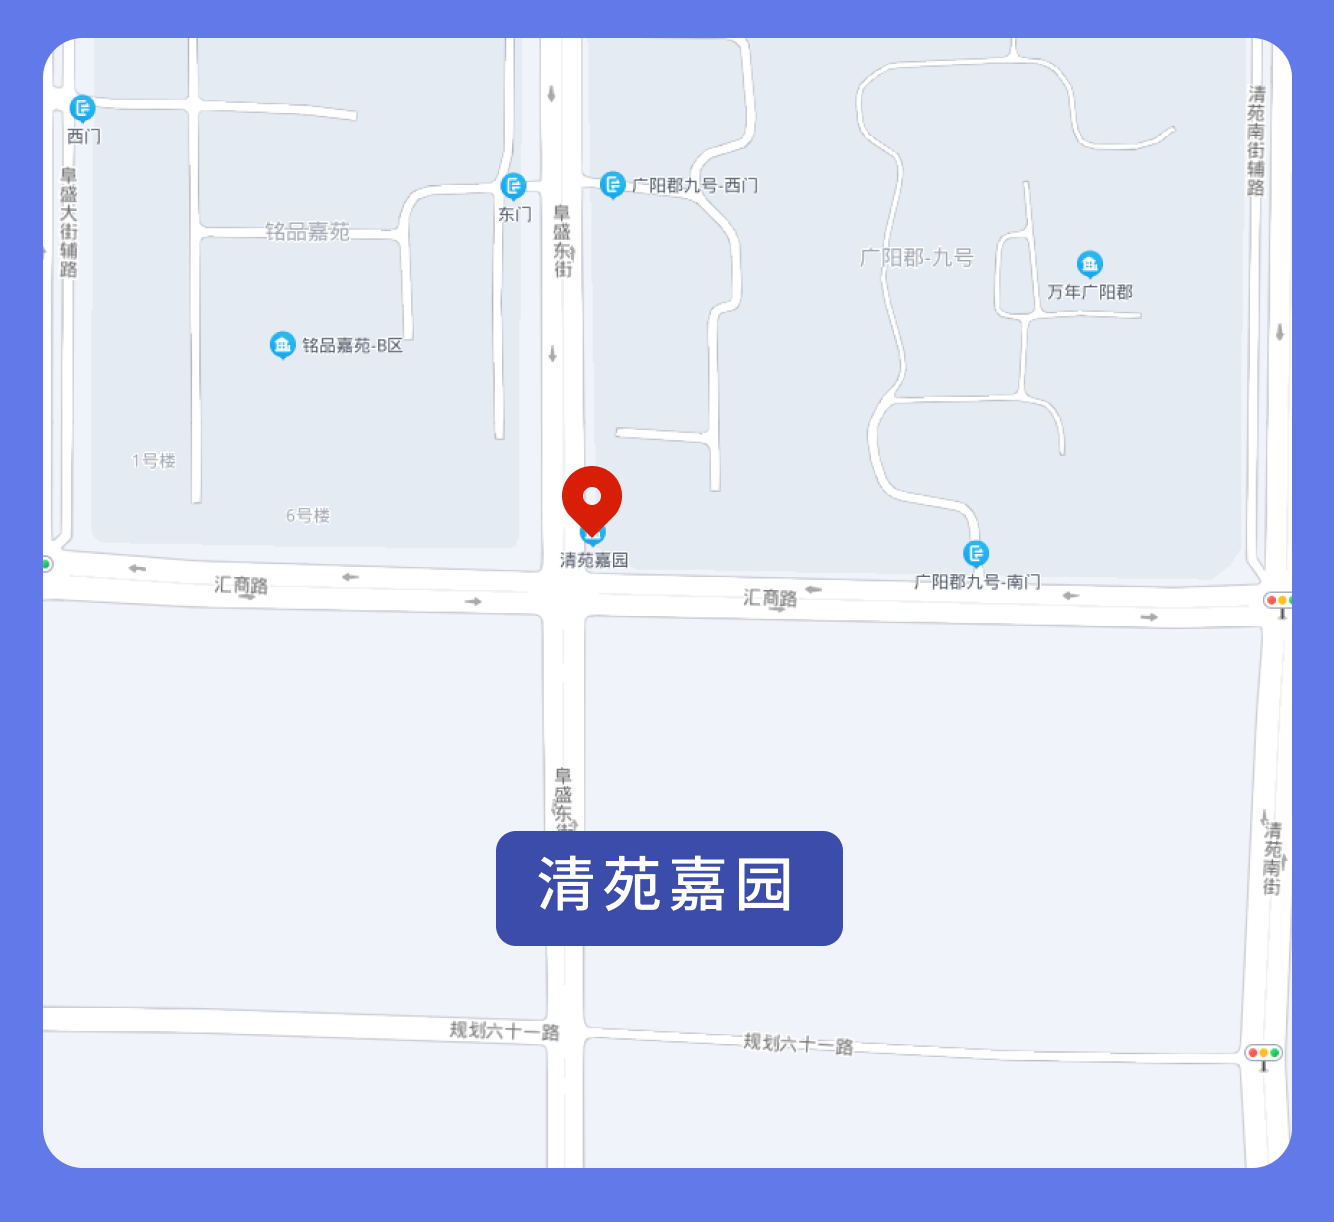 清苑南街辅路
西门
阜盛大街辅路
广阳郡九号-西门
东门
阜盛东街
铭品嘉苑
广阳郡-九号
万年广阳郡
铭品嘉苑-B区
1号楼
6号楼
清苑嘉园
广阳郡九号-南门
汇商路
汇商路
阜盛东街
清苑南街
清苑嘉园
规划六十一路
规划六十一路